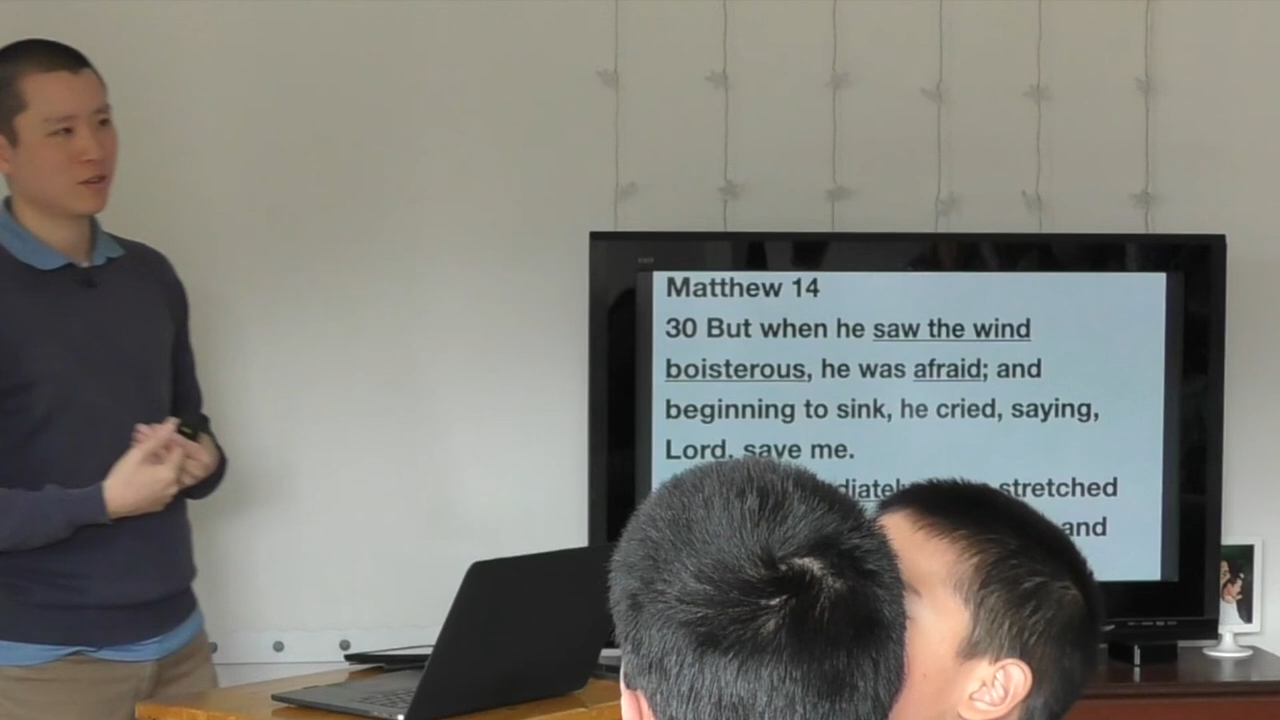 Matthew 14
30 But when he saw the wind
boisterous, he was afraid; and
beginning to sink, he cried, saying,
Lord, save me.
stretched
and